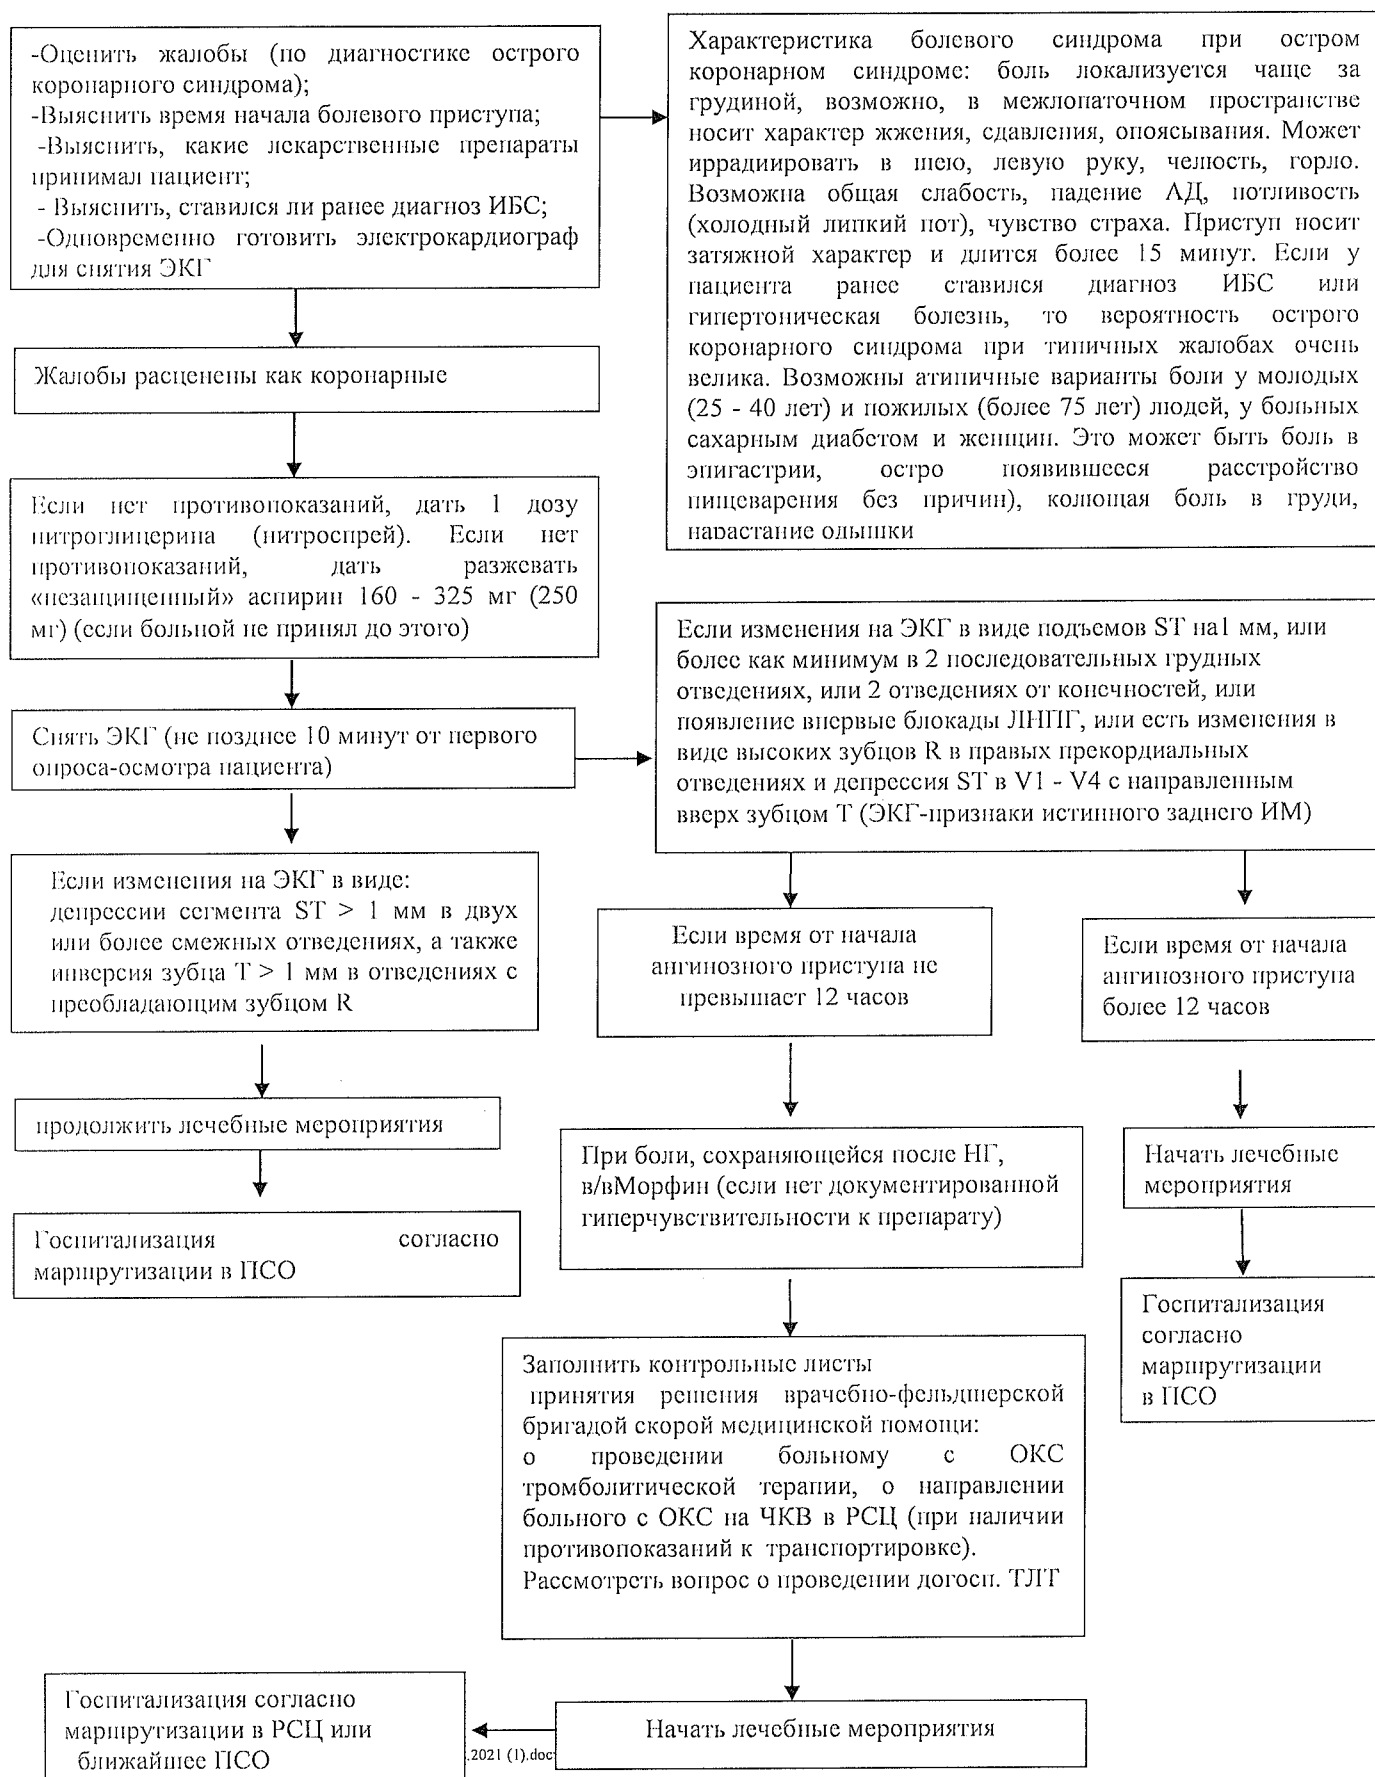 -Оценить жалобы (по диагностике острого
коронарного синдрома);
-Выяснить время начала болевого приступа;
-Выяснить, какие лекарственные препараты
принимал пациент;
- Выяснить, ставился ли ранее диагноз ИБС;
-Одновременно готовить электрокардиограф
для снятия ЭКГ
Характеристика болевого синдрома при остром
коронарном синдроме: боль локализуется чаще за
грудиной, возможно, в межлопаточном пространстве
носит характер жжения, сдавления, опоясывания. Может
иррадиировать в шею, левую руку, челюсть, горло.
Возможна общая слабость, падение АД, потливость
(холодный липкий пот), чувство страха. Приступ носит
затяжной характер и длится более 15 минут. Если у
пациента ранее ставился диагноз ИБС или
гипертоническая болезнь, то вероятность острого
коронарного синдрома при типичных жалобах очень
велика. Возможны атипичные варианты боли у молодых
(25 - 40 лет) и пожилых (более 75 лет) людей, у больных
сахарным диабетом и женщин. Это может быть боль в
эпигастрии, остро появившееся расстройство
пищеварения без причин), колющая боль в груди,
нарастание одышки
Жалобы расценены как коронарные
Если нет противопоказаний, дать 1 дозу
нитроглицерина (нитроспрей). Если нет
противопоказаний, дать разжевать
«незащищенный» аспирин 160 - 325 мг (250
мг) (если больной не принял до этого)
Снять ЭКГ (не позднее 10 минут от первого
опроса-осмотра пациента)
Если изменения на ЭКГ в виде подъемов ST на1 мм, или
более как минимум в 2 последовательных грудных
отведениях, или 2 отведениях от конечностей, или
появление впервые блокады ЛНПГ, или есть изменения в
виде высоких зубцов R в правых прекордиальных
отведениях и депрессия ST в V1 - V4 с направленным
вверх зубцом Т (ЭКГ-признаки истинного заднего ИМ)
Если изменения на ЭКГ в виде:
депрессии сегмента ST > 1 мм в двух
или более смежных отведениях, а также
инверсия зубца Т > 1 мм в отведениях с
преобладающим зубцом R
Если время от начала
ангинозного приступа не
превышает 12 часов
Если время от начала
ангинозного приступа
более 12 часов
продолжить лечебные мероприятия
Госпитализация согласно
маршрутизации в ПСО
При боли, сохраняющейся после НГ,
в/вМорфин (если нет документированной
гиперчувствительности к препарату)
Начать лечебные
мероприятия
Госпитализация
согласно
маршрутизации
в ПСО
Заполнить контрольные листы
принятия решения врачебно-фельдшерской
бригадой скорой медицинской помощи:
о проведении больному с ОКС
тромболитической терапии, о направлении
больного с ОКС на ЧКВ в РСЦ (при наличии
противопоказаний к транспортировке).
Рассмотреть вопрос о проведении догосп. ТЛТ
Начать лечебные мероприятия
Госпитализация согласно
маршрутизации в РСЦ или
ближайшее ПСО
.2021 (1).doc